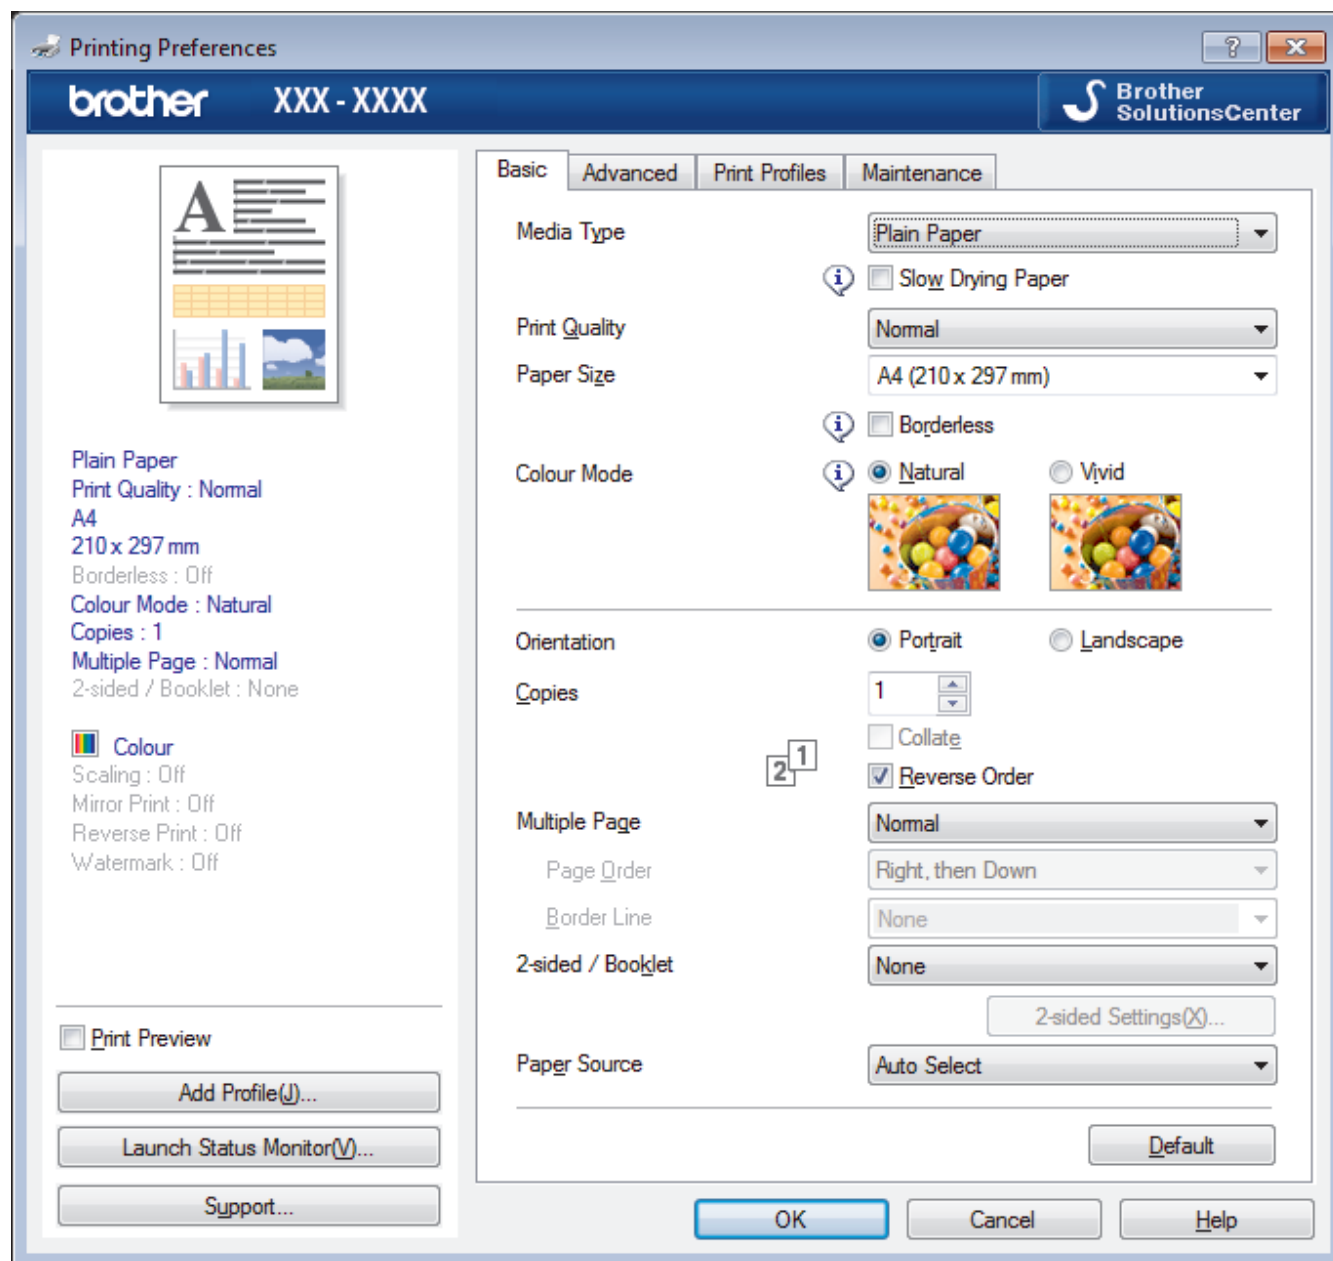 Printing Preferences
brother XXX - XXXX
Brother
SolutionsCenter
A
Plain Paper
Print Quality : Normal
A4
210 x 297 mm
Borderless : Off
Colour Mode : Natural
Copies : 1
Multiple Page : Normal
2-sided / Booklet : None
Colour
Scaling : Off
Mirror Print : Off
Reverse Print : Off
Watermark : Off
Print Preview
Add Profile(J)...
Launch Status Monitor(V)...
Support...
Basic Advanced Print Profiles Maintenance
Media Type Plain Paper
Slow Drying Paper
Print Quality Normal
Paper Size A4 (210 x 297 mm)
Borderless
Colour Mode Natural Vivid
Orientation Portrait Landscape
Copies 1
Collate
2 1 Reverse Order
Multiple Page Normal
Page Order Right, then Down
Border Line None
2-sided / Booklet None
2-sided Settings(X)...
Paper Source Auto Select
Default
OK Cancel Help